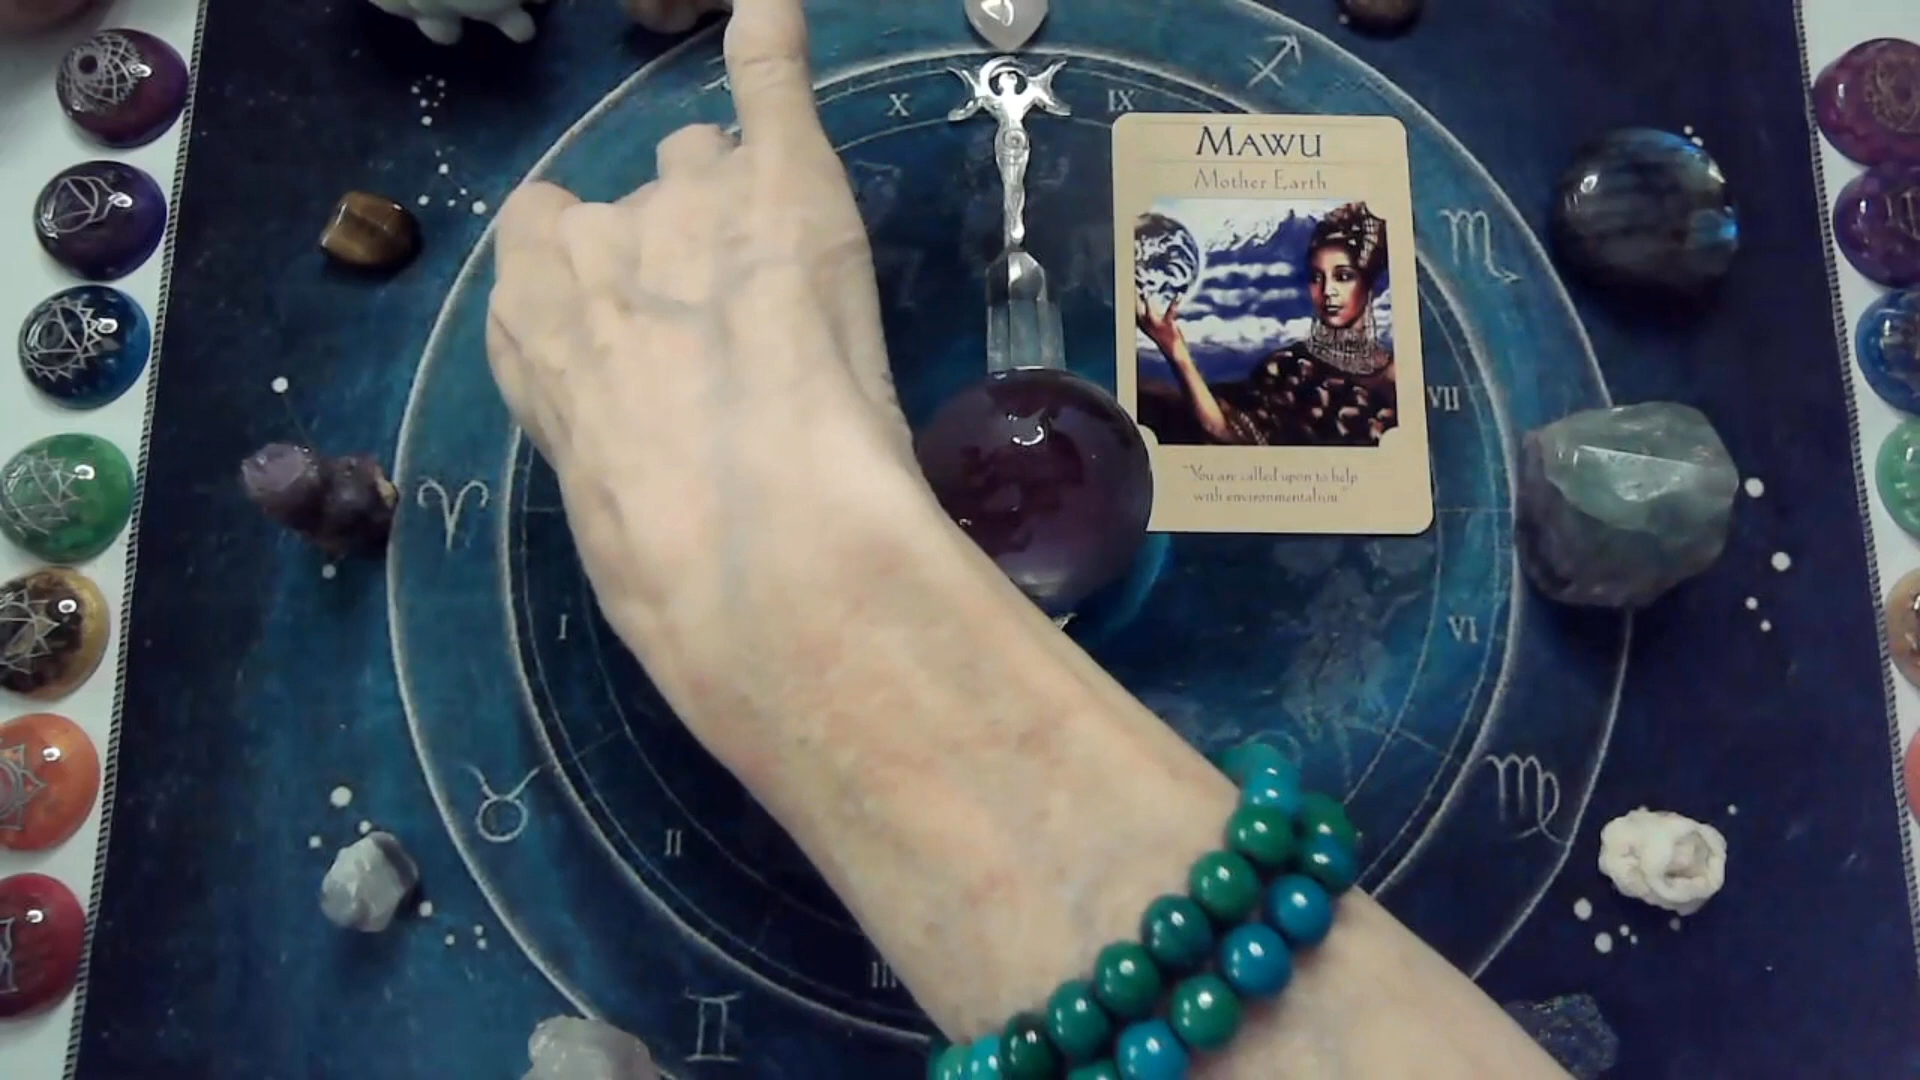 X
IX
MAWU
Mother Earth
VII
"You are called upon to help
with environmentalism."
I
VI
II
III